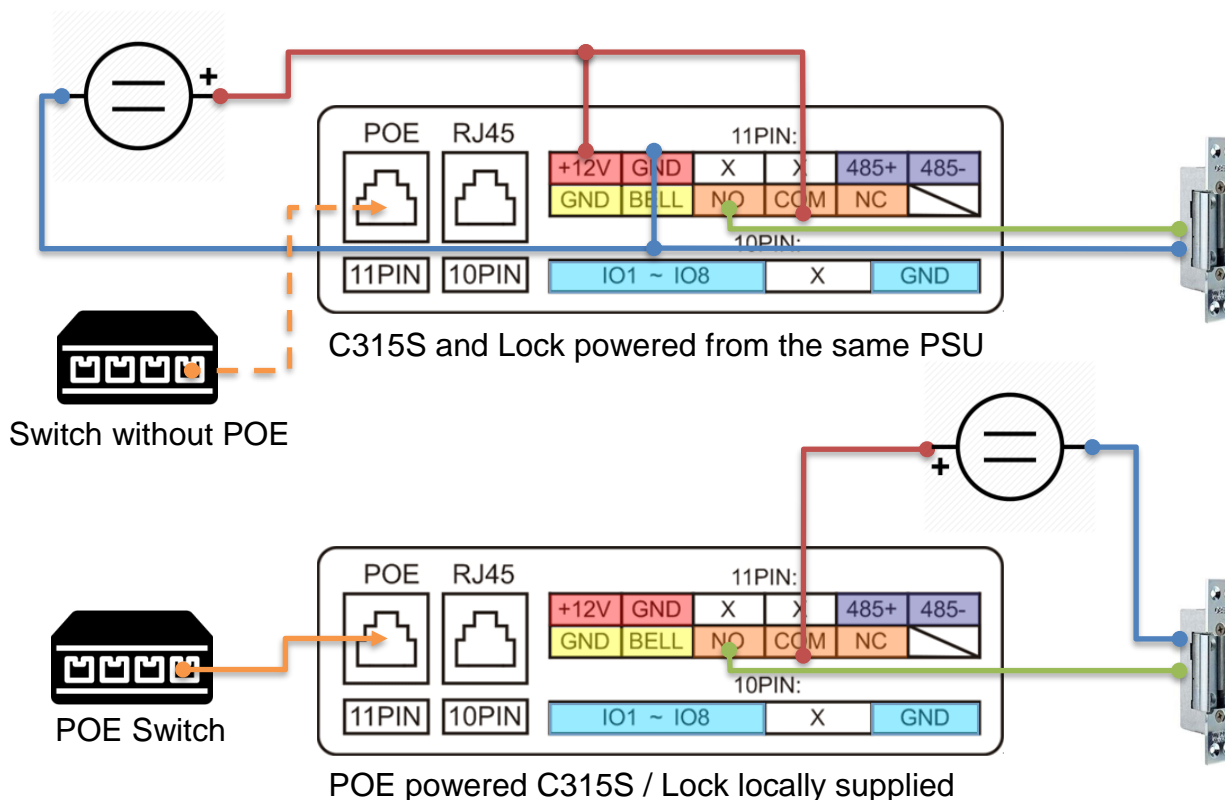 +
POE RJ45 11PIN:
+12V GND X X 485+ 485-
GND BELL NO COM NC
10PIN:
11PIN 10PIN IO1 ~ IO8 X GND
C315S and Lock powered from the same PSU
Switch without POE
+
POE RJ45 11PIN:
+12V GND X X 485+ 485-
GND BELL NO COM NC
10PIN:
11PIN 10PIN IO1 ~ IO8 X GND
POE Switch
POE powered C315S / Lock locally supplied